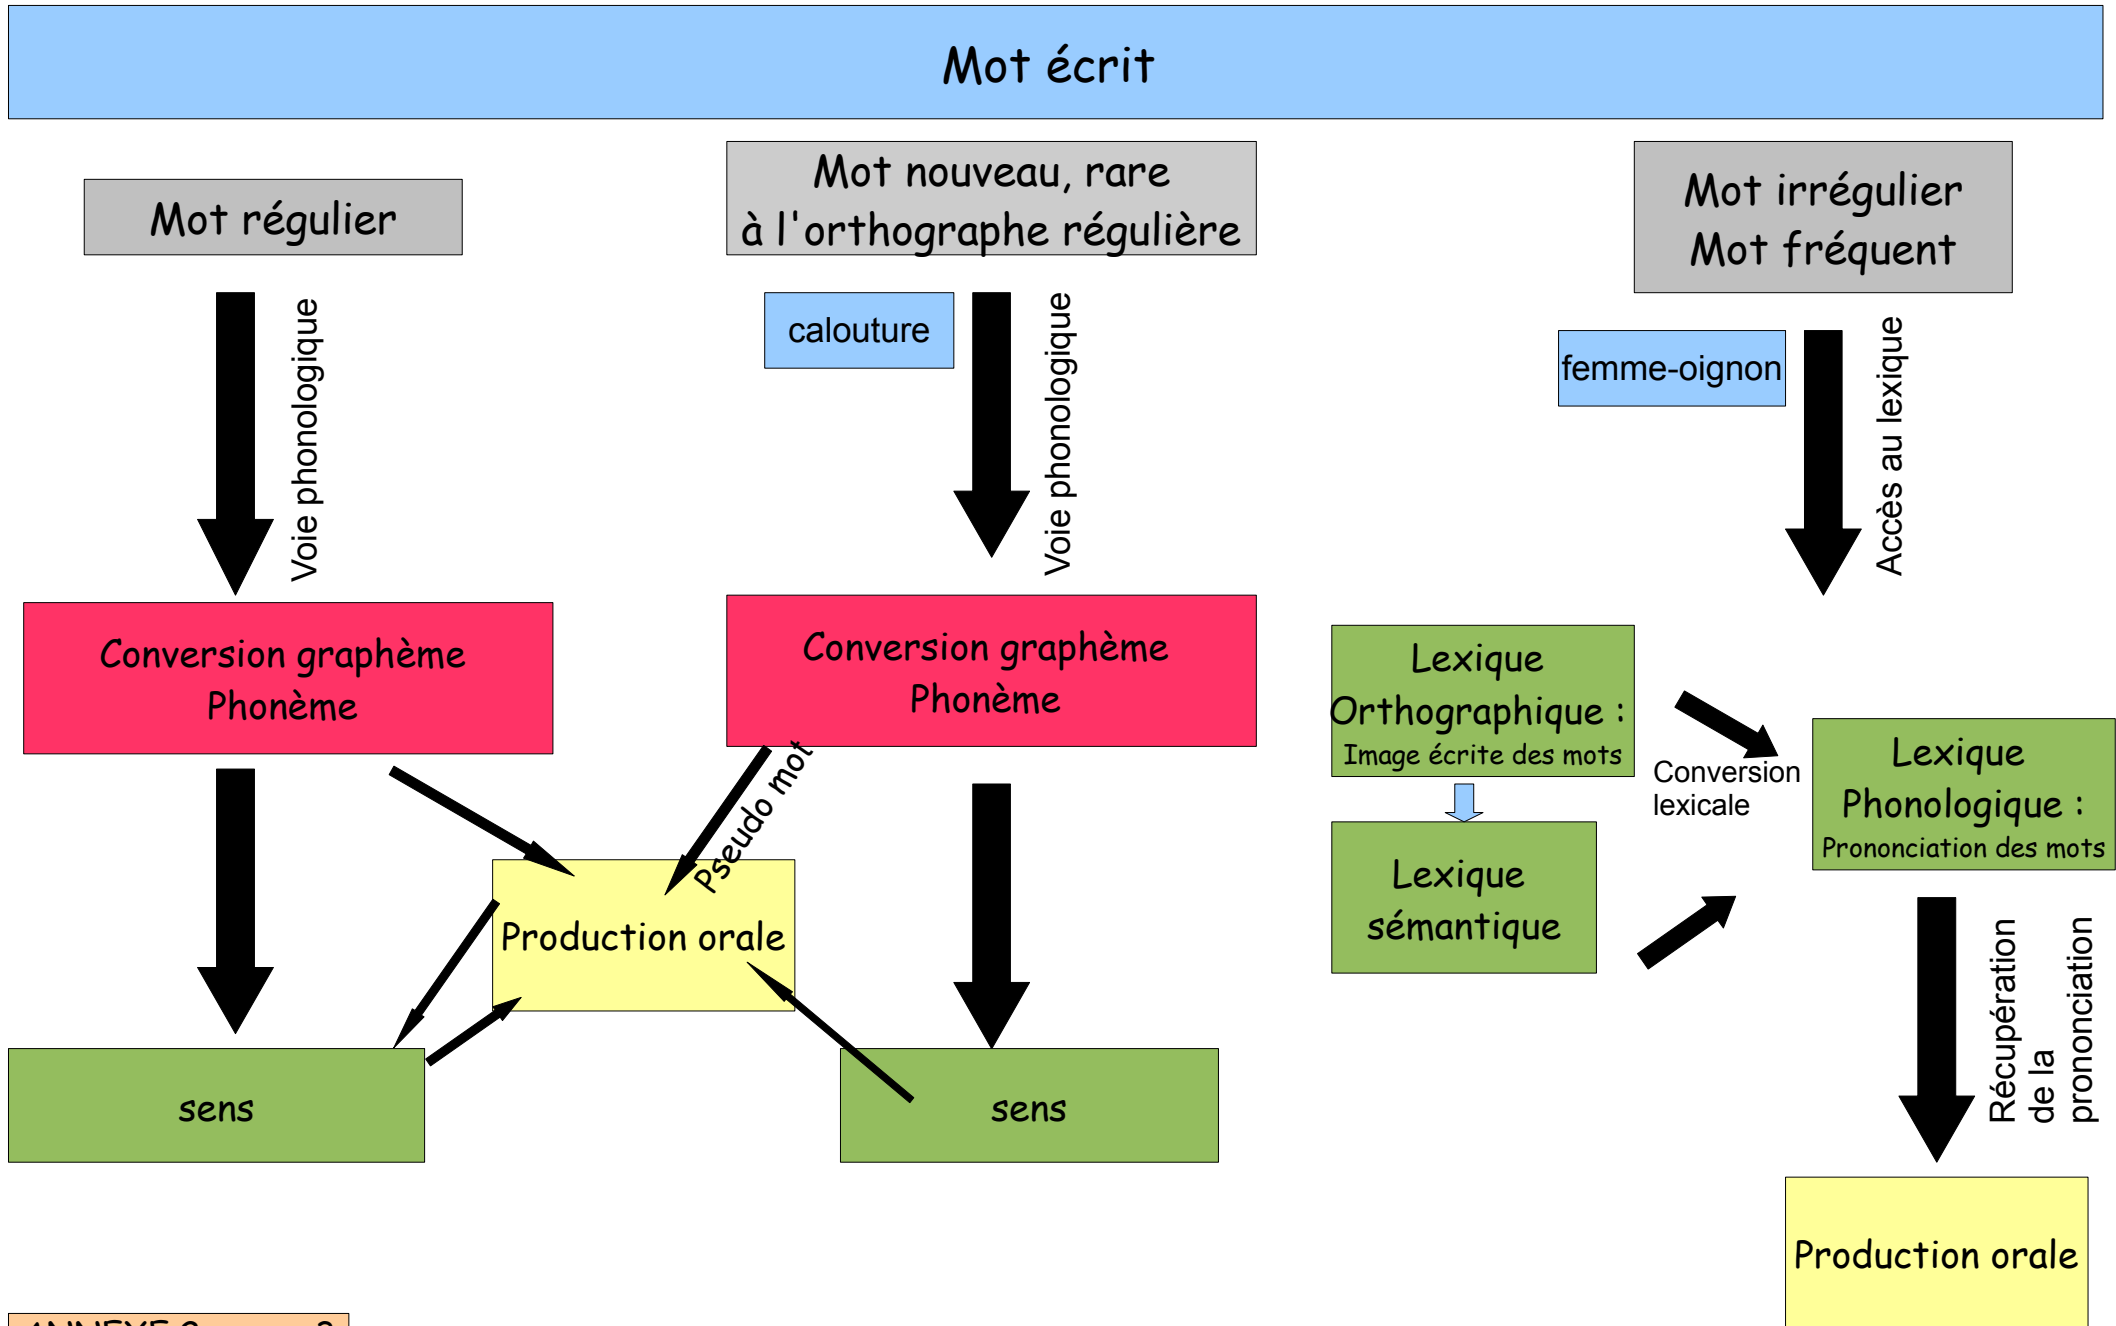 Mot écrit
Mot régulier
Mot nouveau, rare
à l'orthographe régulière
Mot irrégulier
Mot fréquent
Voie phonologique
calouture
Voie phonologique
femme-oignon
Accès au lexique
Conversion graphème
Phonème
Conversion graphème
Phonème
Pseudo mot
Production orale
sens
sens
Lexique
Orthographique :
Image écrite des mots
Conversion
lexicale
Lexique
Phonologique :
Prononciation des mots
Lexique
sémantique
Récupération
de la
prononciation
Production orale
ANNEXE